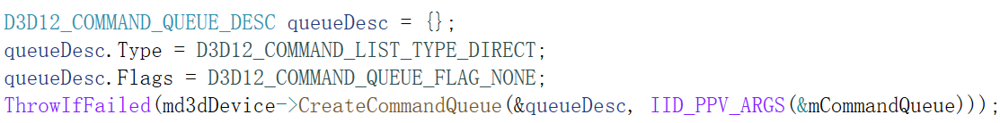 D3D12_COMMAND_QUEUE_DESC queueDesc = {};
queueDesc.Type = D3D12_COMMAND_LIST_TYPE_DIRECT;
queueDesc.Flags = D3D12_COMMAND_QUEUE_FLAG_NONE;
ThrowIfFailed(md3dDevice->CreateCommandQueue(&queueDesc, IID_PPV_ARGS(&mCommandQueue)));